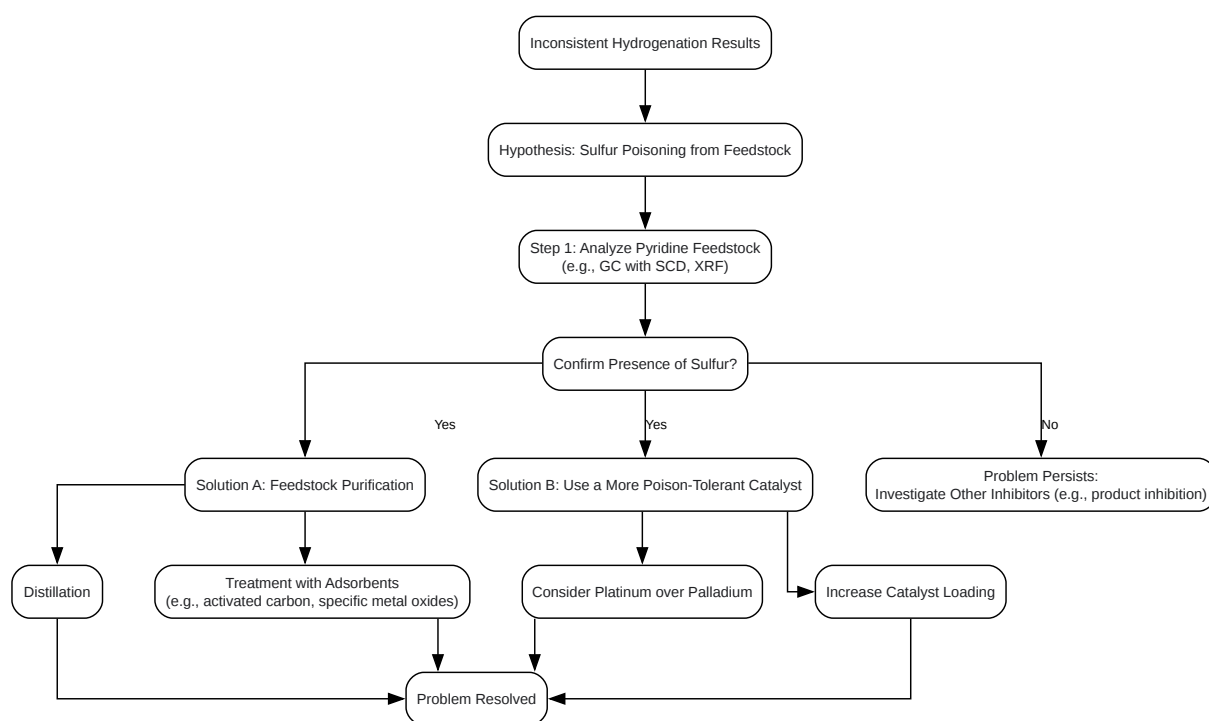 Inconsistent Hydrogenation Results
Hypothesis: Sulfur Poisoning from Feedstock
Step 1: Analyze Pyridine Feedstock
(e.g., GC with SCD, XRF)
Confirm Presence of Sulfur?
Yes
Yes
No
Solution A: Feedstock Purification
Solution B: Use a More Poison-Tolerant Catalyst
Problem Persists:
Investigate Other Inhibitors (e.g., product inhibition)
Distillation
Treatment with Adsorbents
(e.g., activated carbon, specific metal oxides)
Consider Platinum over Palladium
Increase Catalyst Loading
Problem Resolved